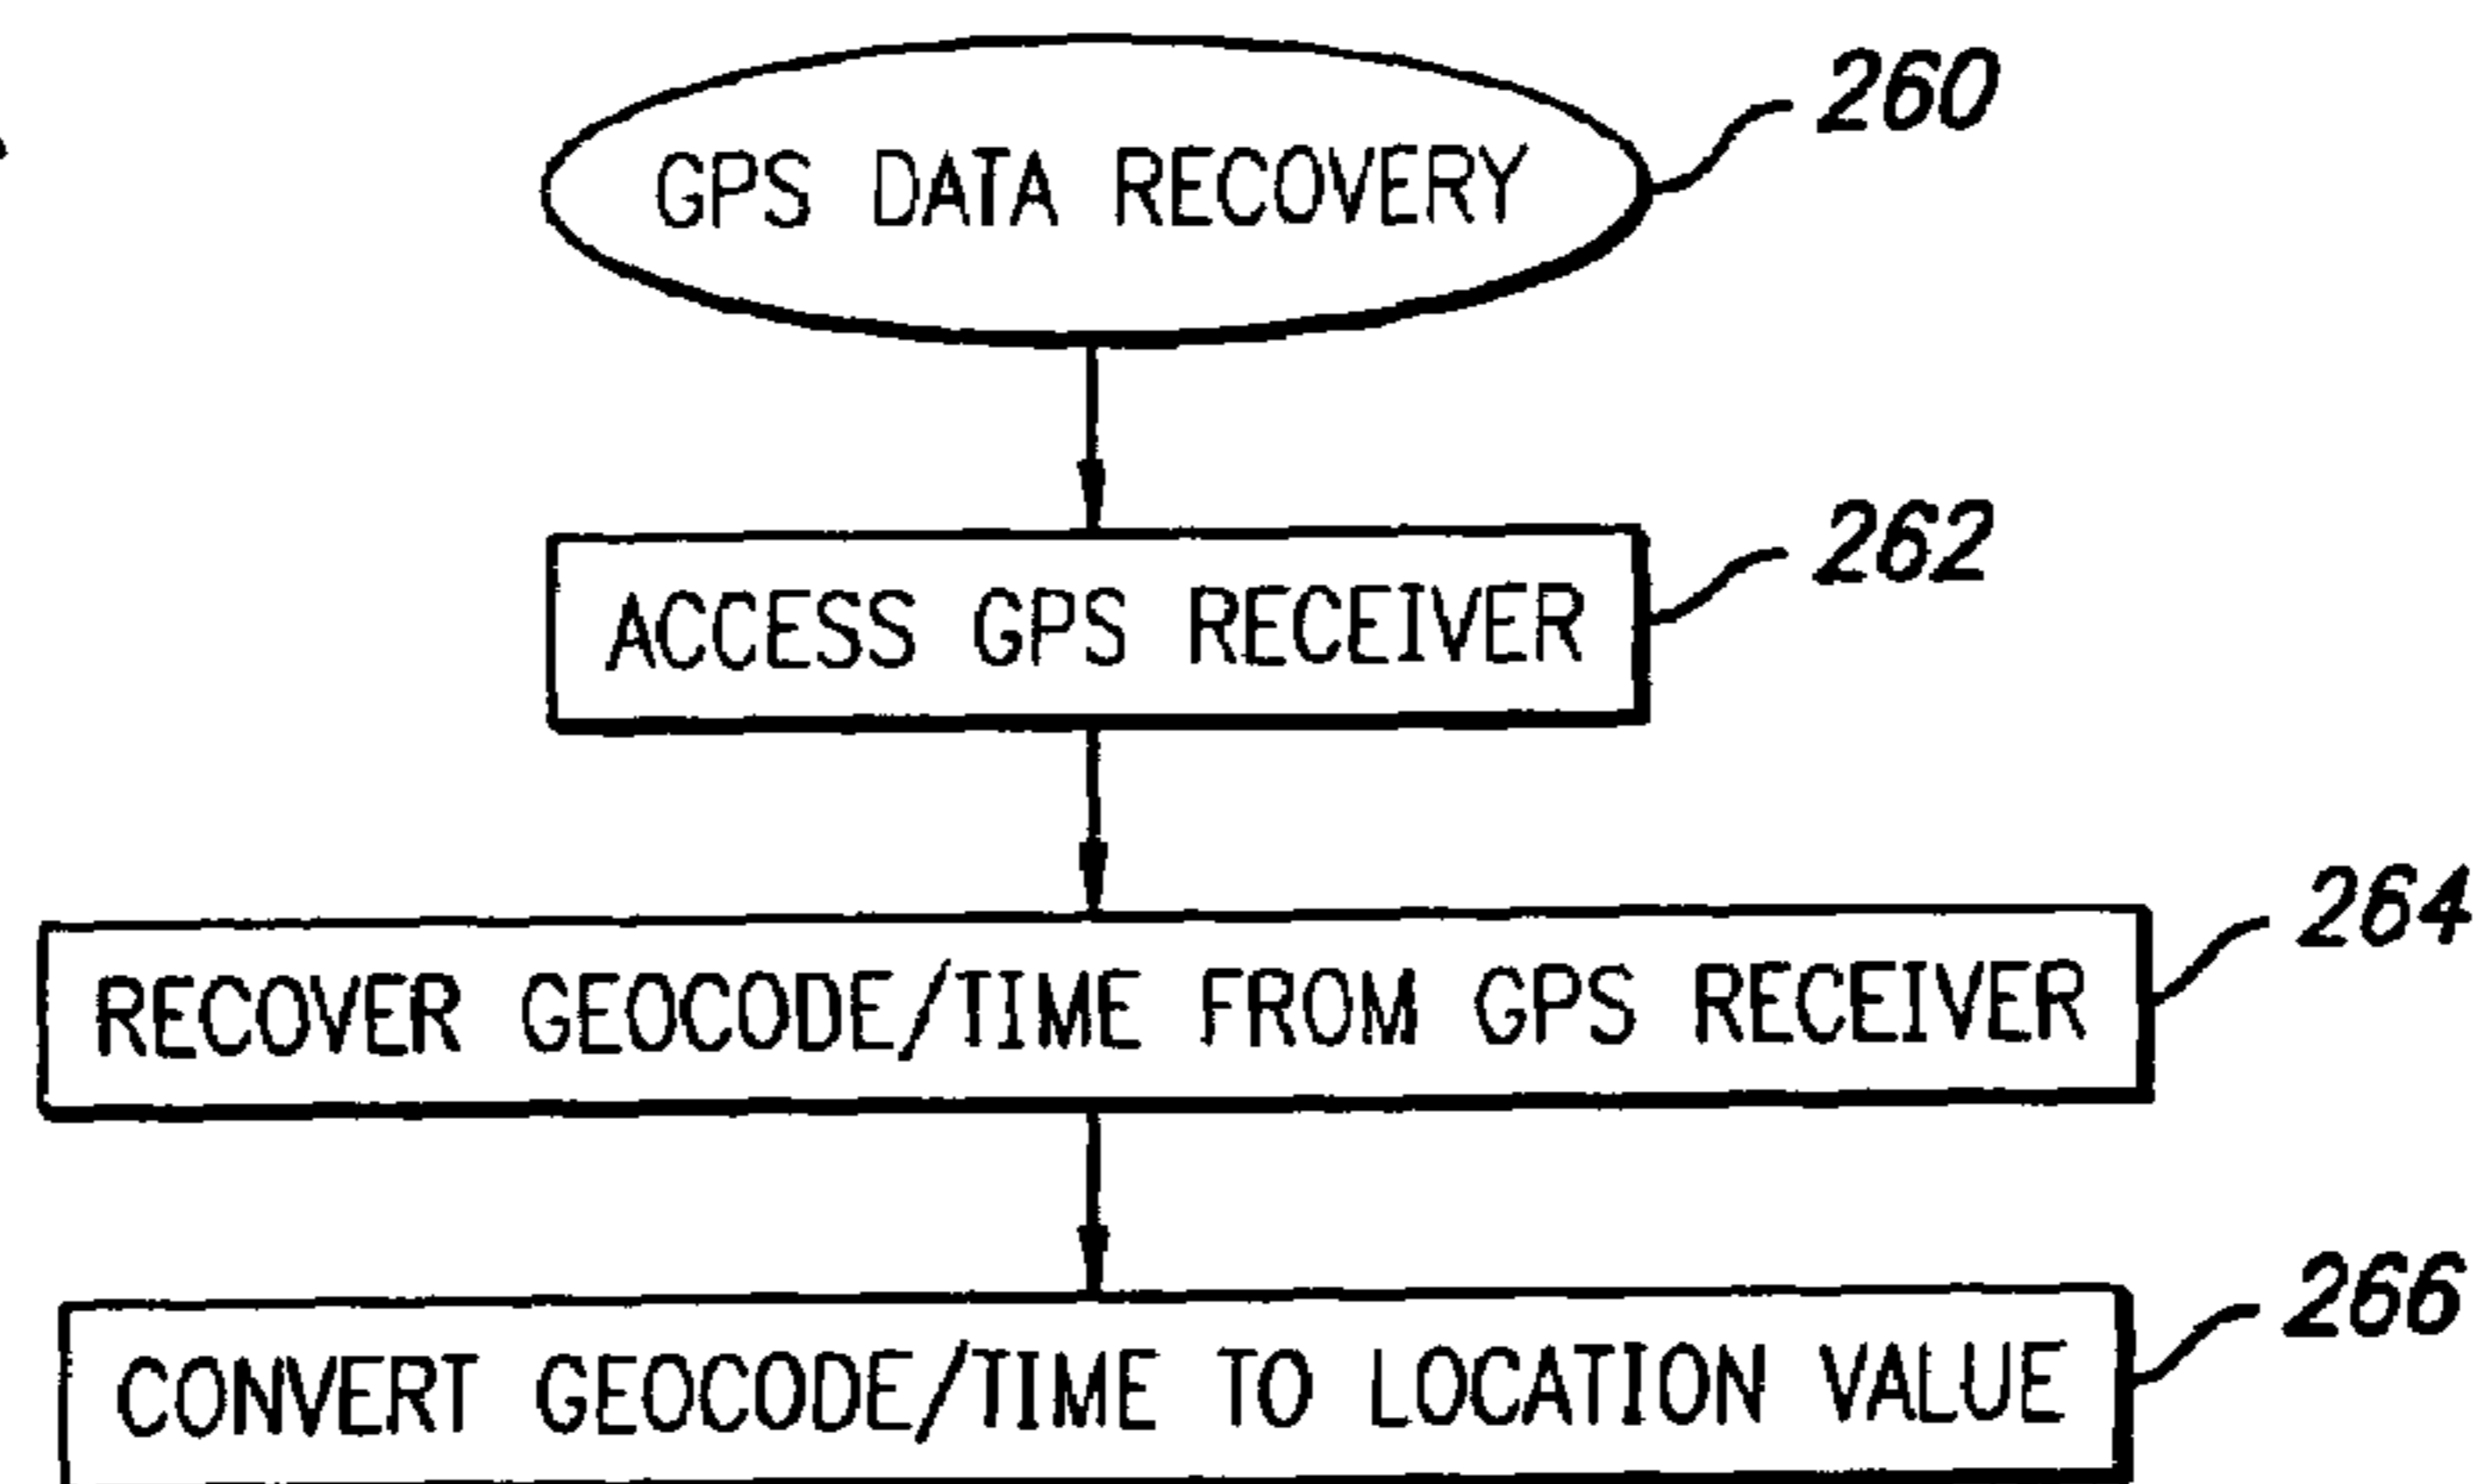 GPS DATA RECOVERY
260
ACCESS GPS RECEIVER
262
RECOVER GEOCODE/TIME FROM GPS RECEIVER
264
CONVERT GEOCODE/TIME TO LOCATION VALUE
266